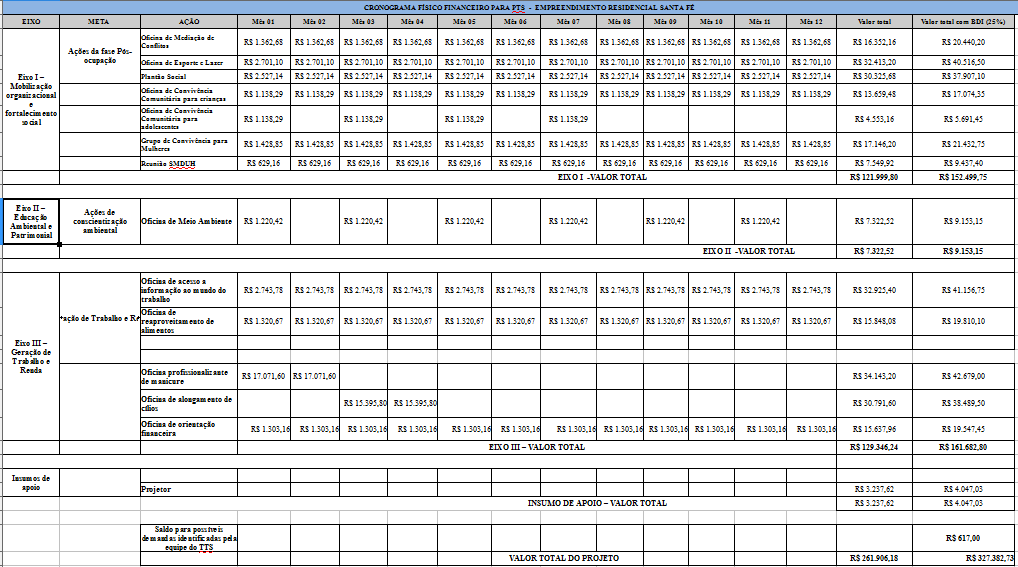 CRONOGRAMA FÍSICO FINANCEIRO PARA PTS - EMPREENDIMENTO RESIDENCIAL SANTA FÉ
EIXO META AÇÃO Mês 01 Mês 02 Mês 03 Mês 04 Mês 05 Mês 06 Mês 07 Mês 08 Mês 09 Mês 10 Mês 11 Mês 12 Valor total Valor total com BDI (25%)
Eixo I –
Mobilização
organizacional
e
fortalecimento
social
Ações da fase Pós-
ocupação
Oficina de Mediação de
Conflitos
R$ 1.362,68 R$ 1.362,68 R$ 1.362,68 R$ 1.362,68 R$ 1.362,68 R$ 1.362,68 R$ 1.362,68 R$ 1.362,68 R$ 1.362,68 R$ 1.362,68 R$ 1.362,68 R$ 1.362,68 R$ 16.352,16 R$ 20.440,20
Oficina de Esporte e Lazer R$ 2.701,10 R$ 2.701,10 R$ 2.701,10 R$ 2.701,10 R$ 2.701,10 R$ 2.701,10 R$ 2.701,10 R$ 2.701,10 R$ 2.701,10 R$ 2.701,10 R$ 2.701,10 R$ 2.701,10 R$ 32.413,20 R$ 40.516,50
Plantão Social R$ 2.527,14 R$ 2.527,14 R$ 2.527,14 R$ 2.527,14 R$ 2.527,14 R$ 2.527,14 R$ 2.527,14 R$ 2.527,14 R$ 2.527,14 R$ 2.527,14 R$ 2.527,14 R$ 2.527,14 R$ 30.325,68 R$ 37.907,10
Oficina de Convivência
Comunitária para crianças
R$ 1.138,29 R$ 1.138,29 R$ 1.138,29 R$ 1.138,29 R$ 1.138,29 R$ 1.138,29 R$ 1.138,29 R$ 1.138,29 R$ 1.138,29 R$ 1.138,29 R$ 1.138,29 R$ 1.138,29 R$ 13.659,48 R$ 17.074,35
Oficina de Convivência
Comunitária para
adolescentes
R$ 1.138,29 R$ 1.138,29 R$ 1.138,29 R$ 1.138,29 R$ 4.553,16 R$ 5.691,45
Grupo de Convivência para
Mulheres
R$ 1.428,85 R$ 1.428,85 R$ 1.428,85 R$ 1.428,85 R$ 1.428,85 R$ 1.428,85 R$ 1.428,85 R$ 1.428,85 R$ 1.428,85 R$ 1.428,85 R$ 1.428,85 R$ 1.428,85 R$ 17.146,20 R$ 21.432,75
Reunião SMDUH R$ 629,16 R$ 629,16 R$ 629,16 R$ 629,16 R$ 629,16 R$ 629,16 R$ 629,16 R$ 629,16 R$ 629,16 R$ 629,16 R$ 629,16 R$ 629,16 R$ 7.549,92 R$ 9.437,40
EIXO I -VALOR TOTAL R$ 121.999,80 R$ 152.499,75
Eixo II –
Educação
Ambiental e
Patrimonial
Ações de
conscientização
ambiental
Oficina de Meio Ambiente R$ 1.220,42 R$ 1.220,42 R$ 1.220,42 R$ 1.220,42 R$ 1.220,42 R$ 1.220,42 R$ 7.322,52 R$ 9.153,15
EIXO II -VALOR TOTAL R$ 7.322,52 R$ 9.153,15
Eixo III –
Geração de
Trabalho e
Renda
ação de Trabalho e Re
Oficina de acesso a
informação ao mundo do
trabalho
R$ 2.743,78 R$ 2.743,78 R$ 2.743,78 R$ 2.743,78 R$ 2.743,78 R$ 2.743,78 R$ 2.743,78 R$ 2.743,78 R$ 2.743,78 R$ 2.743,78 R$ 2.743,78 R$ 2.743,78 R$ 32.925,40 R$ 41.156,75
Oficina de
reaproveitamento de
alimentos
R$ 1.320,67 R$ 1.320,67 R$ 1.320,67 R$ 1.320,67 R$ 1.320,67 R$ 1.320,67 R$ 1.320,67 R$ 1.320,67 R$ 1.320,67 R$ 1.320,67 R$ 1.320,67 R$ 1.320,67 R$ 15.848,08 R$ 19.810,10
Oficina profissionalizante
de manicure
R$ 17.071,60 R$ 17.071,60 R$ 34.143,20 R$ 42.679,00
Oficina de alongamento de
cílios
R$ 15.395,80 R$ 15.395,80 R$ 30.791,60 R$ 38.489,50
Oficina de orientação
financeira
R$ 1.303,16 R$ 1.303,16 R$ 1.303,16 R$ 1.303,16 R$ 1.303,16 R$ 1.303,16 R$ 1.303,16 R$ 1.303,16 R$ 1.303,16 R$ 1.303,16 R$ 1.303,16 R$ 1.303,16 R$ 15.637,96 R$ 19.547,45
EIXO III – VALOR TOTAL R$ 129.346,24 R$ 161.682,80
Insumos de
apoio
Projetor R$ 3.237,62 R$ 4.047,03
INSUMO DE APOIO – VALOR TOTAL R$ 3.237,62 R$ 4.047,03
Saldo para possíveis
demandas identificadas pela
equipe do TTS
R$ 617,00
VALOR TOTAL DO PROJETO R$ 261.906,18 R$ 327.382,73